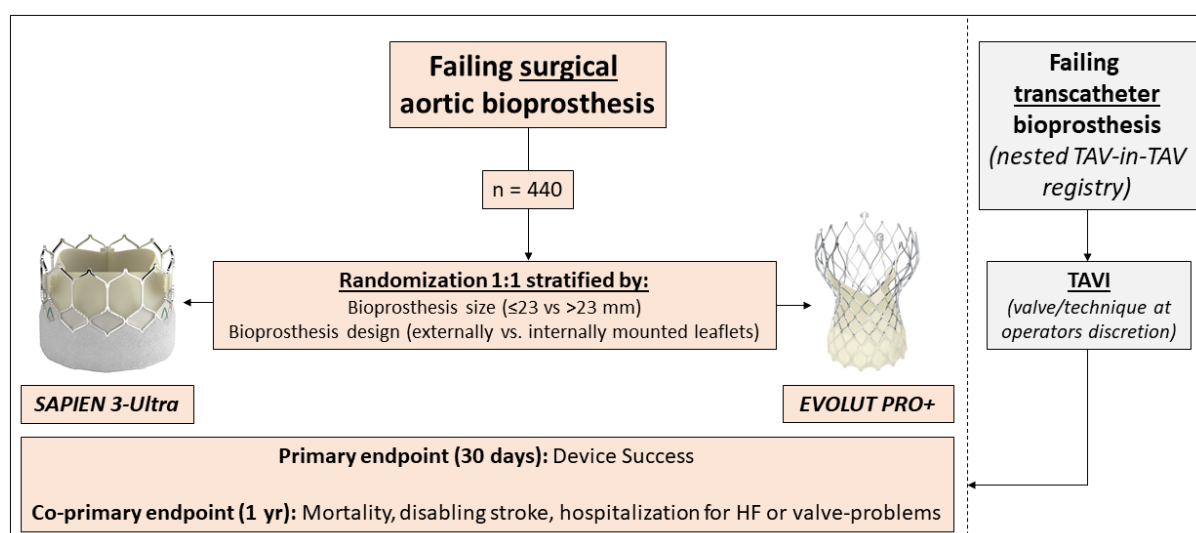 Failing surgical
aortic bioprosthesis
n = 440
Randomization 1:1 stratified by:
Bioprosthesis size (≤23 vs >23 mm)
Bioprosthesis design (externally vs. internally mounted leaflets)
SAPIEN 3-Ultra
EVOLUT PRO+
Primary endpoint (30 days): Device Success
Co-primary endpoint (1 yr): Mortality, disabling stroke, hospitalization for HF or valve-problems
Failing
transcatheter
bioprosthesis
(nested TAV-in-TAV
registry)
TAVI
(valve/technique at
operators discretion)